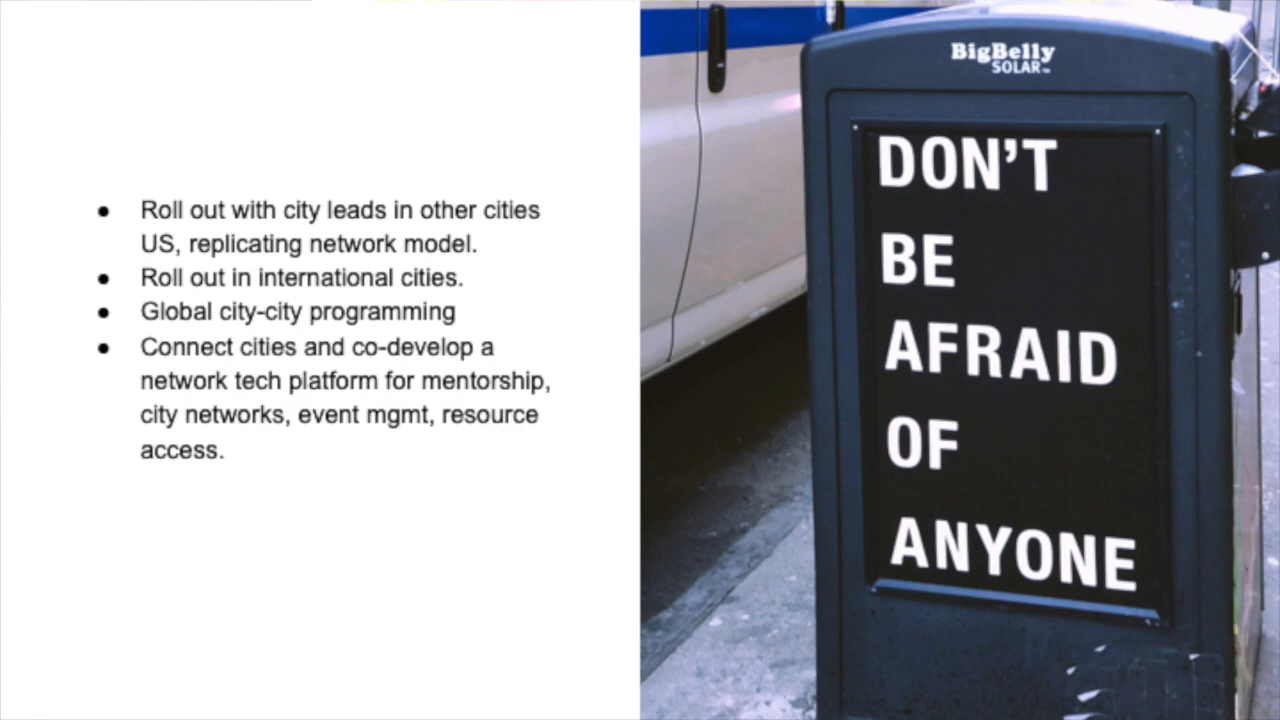 Roll out with city leads in other cities
US, replicating network model.
Roll out in international cities.
Global city-city programming
Connect cities and co-develop a
network tech platform for mentorship,
city networks, event mgmt, resource
access.
BigBelly
SOLAR™
DON'T
BE
AFRAID
OF
ANYONE